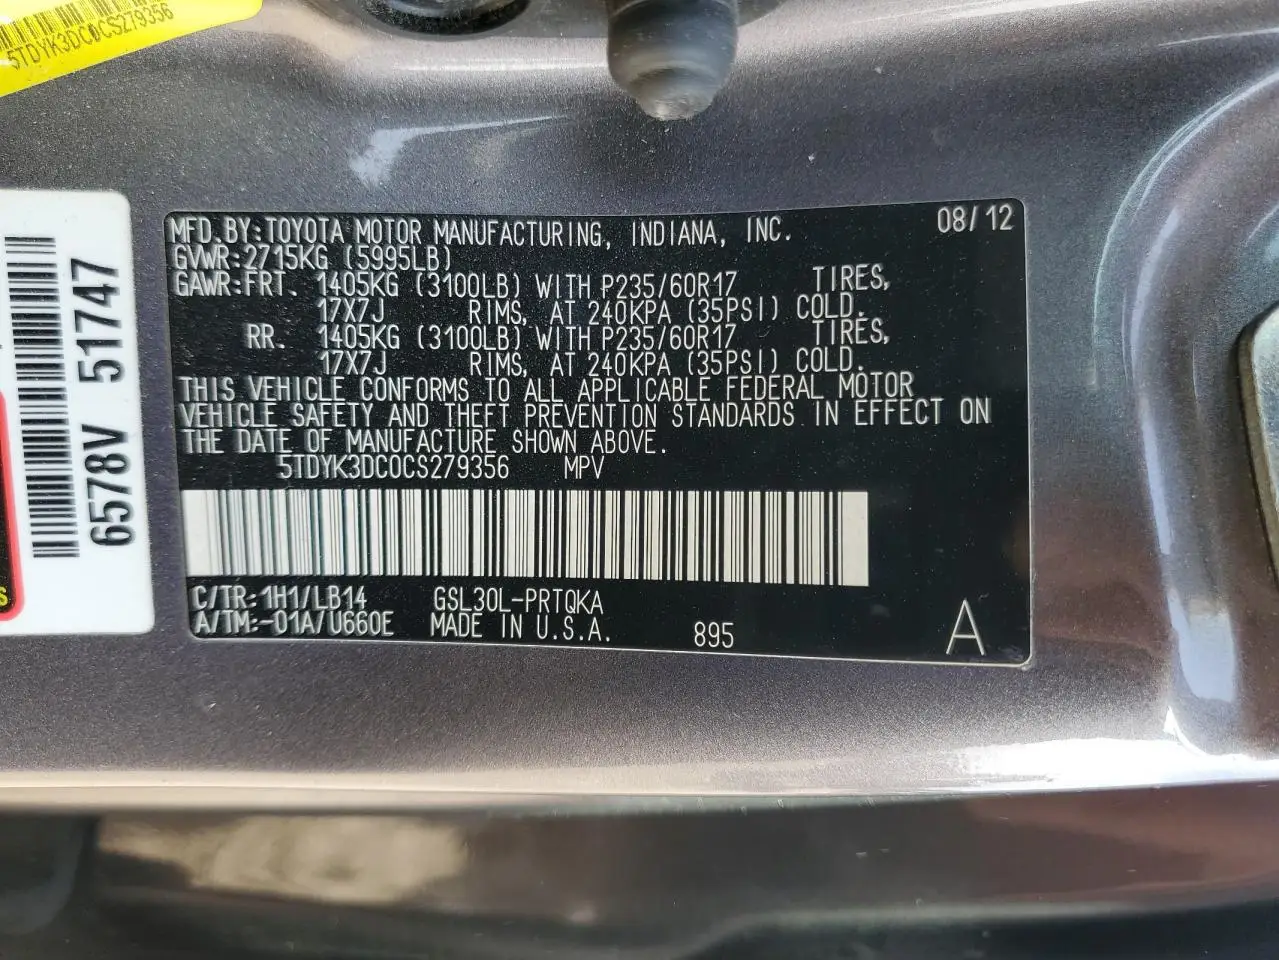 5TDYK3DC0CS279356
6578V 51747
MFD.BY:TOYOTA MOTOR MANUFACTURING, INDIANA, INC. 08/12
GVWR:2715KG (5995LB)
GAWR:FRT. 1405KG (3100LB) WITH P235/60R17 TIRES,
17X7J RIMS, AT 240KPA (35PSI) COLD.
RR. 1405KG (3100LB) WITH P235/60R17 TIRES,
17X7J RIMS, AT 240KPA (35PSI) COLD.
THIS VEHICLE CONFORMS TO ALL APPLICABLE FEDERAL MOTOR
VEHICLE SAFETY AND THEFT PREVENTION STANDARDS IN EFFECT ON
THE DATE OF MANUFACTURE SHOWN ABOVE.
5TDYK3DC0CS279356 MPV
C/TR:1H1/LB14 GSL30L-PRTQKA
A/TM:-01A/U660E MADE IN U.S.A. 895 A